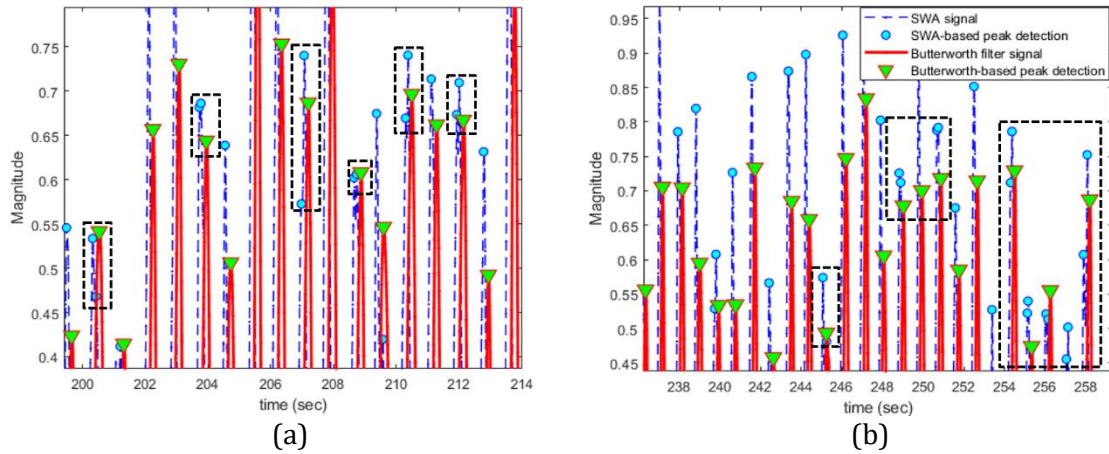 0.75
0.7
0.65
0.6
0.55
0.5
0.45
0.4
Magnitude
200 202 204 206 208 210 212 214
time (sec)
(a)
SWA signal
SWA-based peak detection
Butterworth filter signal
Butterworth-based peak detection
0.95
0.9
0.85
0.8
0.75
0.7
0.65
0.6
0.55
0.5
0.45
Magnitude
238 240 242 244 246 248 250 252 254 256 258
time (sec)
(b)